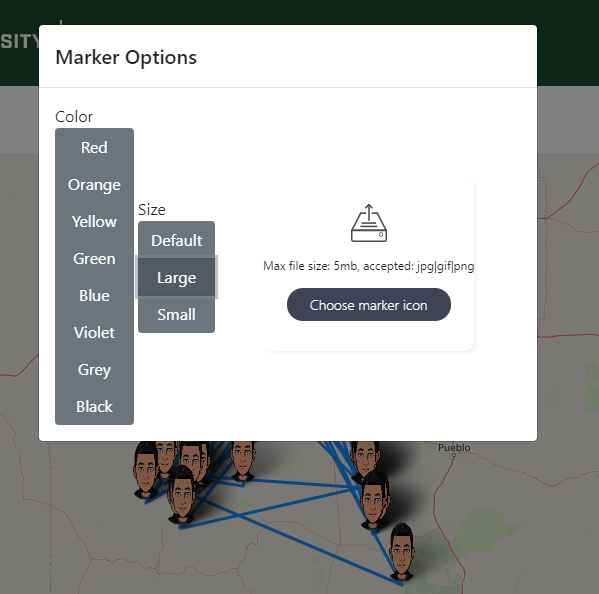 SITY
Marker Options
Color
Red
Orange
Yellow
Green
Blue
Violet
Grey
Black
Size
Default
Large
Small
Max file size: 5mb, accepted: jpg|gif|png
Choose marker icon
Pueblo